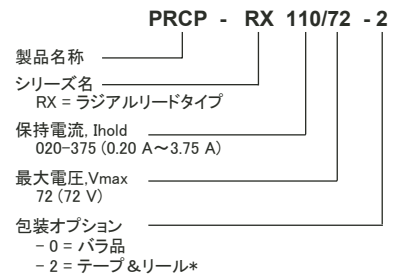 PRCP - RX 110/72 - 2
製品名称
シリーズ名
RX = ラジアルリードタイプ
保持電流, Ihold
020-375 (0.20 A～3.75 A)
最大電圧,Vmax
72 (72 V)
包装オプション
- 0 = バラ品
- 2 = テープ＆リール*